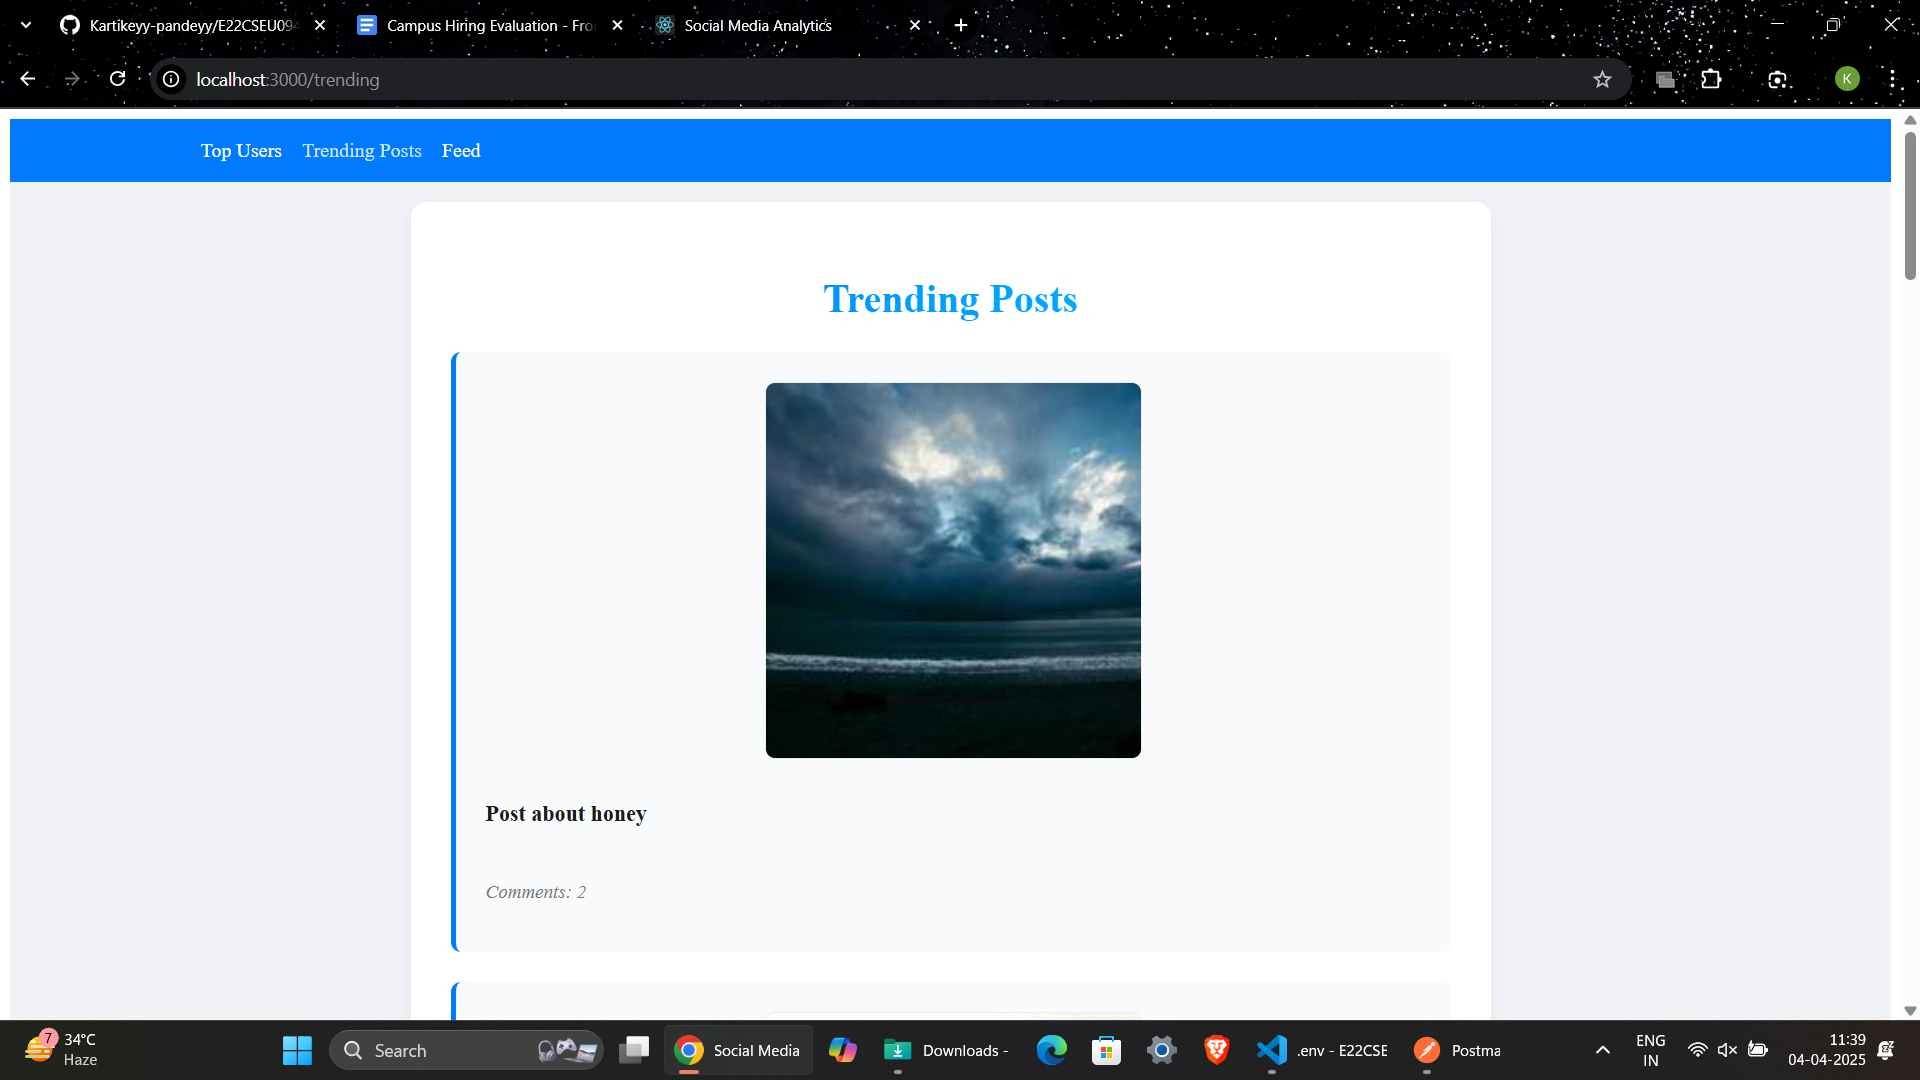 Kartikeyy-pandeyy/E22CSEU094
Campus Hiring Evaluation - Fro
Social Media Analytics
localhost:3000/trending
K
Top Users
Trending Posts
Feed
Trending Posts
Post about honey
Comments: 2
7
34°C
Haze
Search
Social Media
Downloads -
.env - E22CSE
Postma
ENG
IN
11:39
04-04-2025